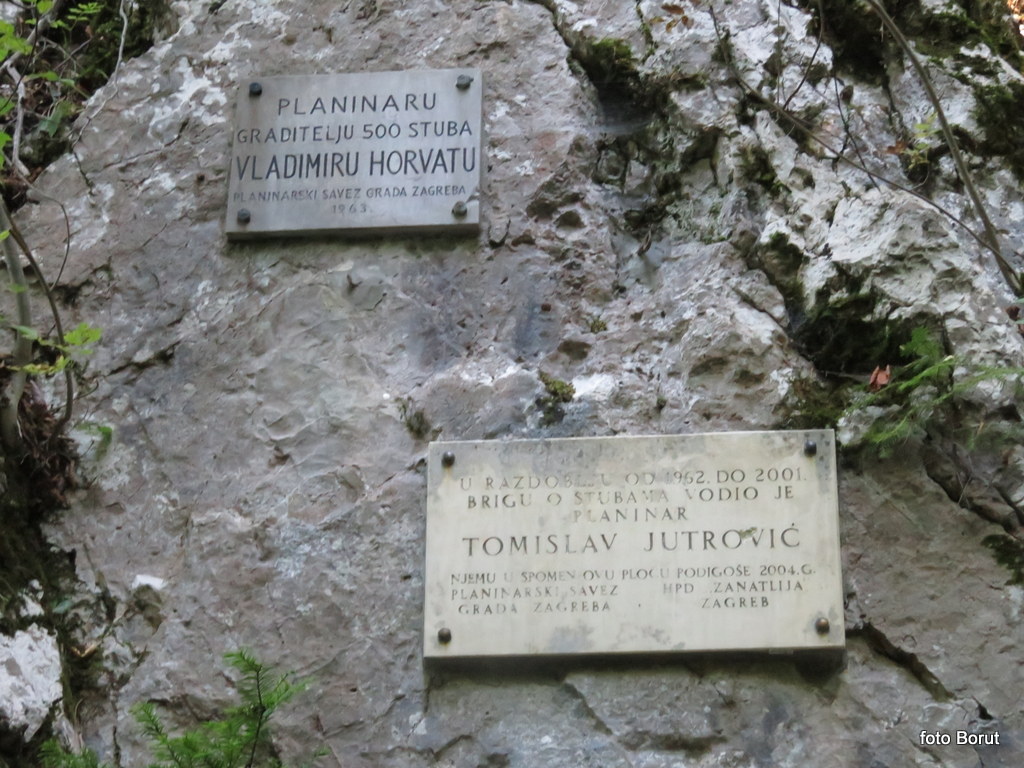 PLANINARU
GRADITELJU 500 STUBA
VLADIMIRU HORVATU
PLANINARSKI SAVEZ GRADA ZAGREBA
1963.
U RAZDOBLJU OD 1962. DO 2001.
BRIGU O STUBAMA VODIO JE
PLANINAR
TOMISLAV JUTROVIĆ
NJEMU U SPOMEN OVU PLOČU PODIGOŠE 2004.G.
PLANINARSKI SAVEZ HPD ZANATLIJA
GRADA ZAGREBA ZAGREB
foto Borut